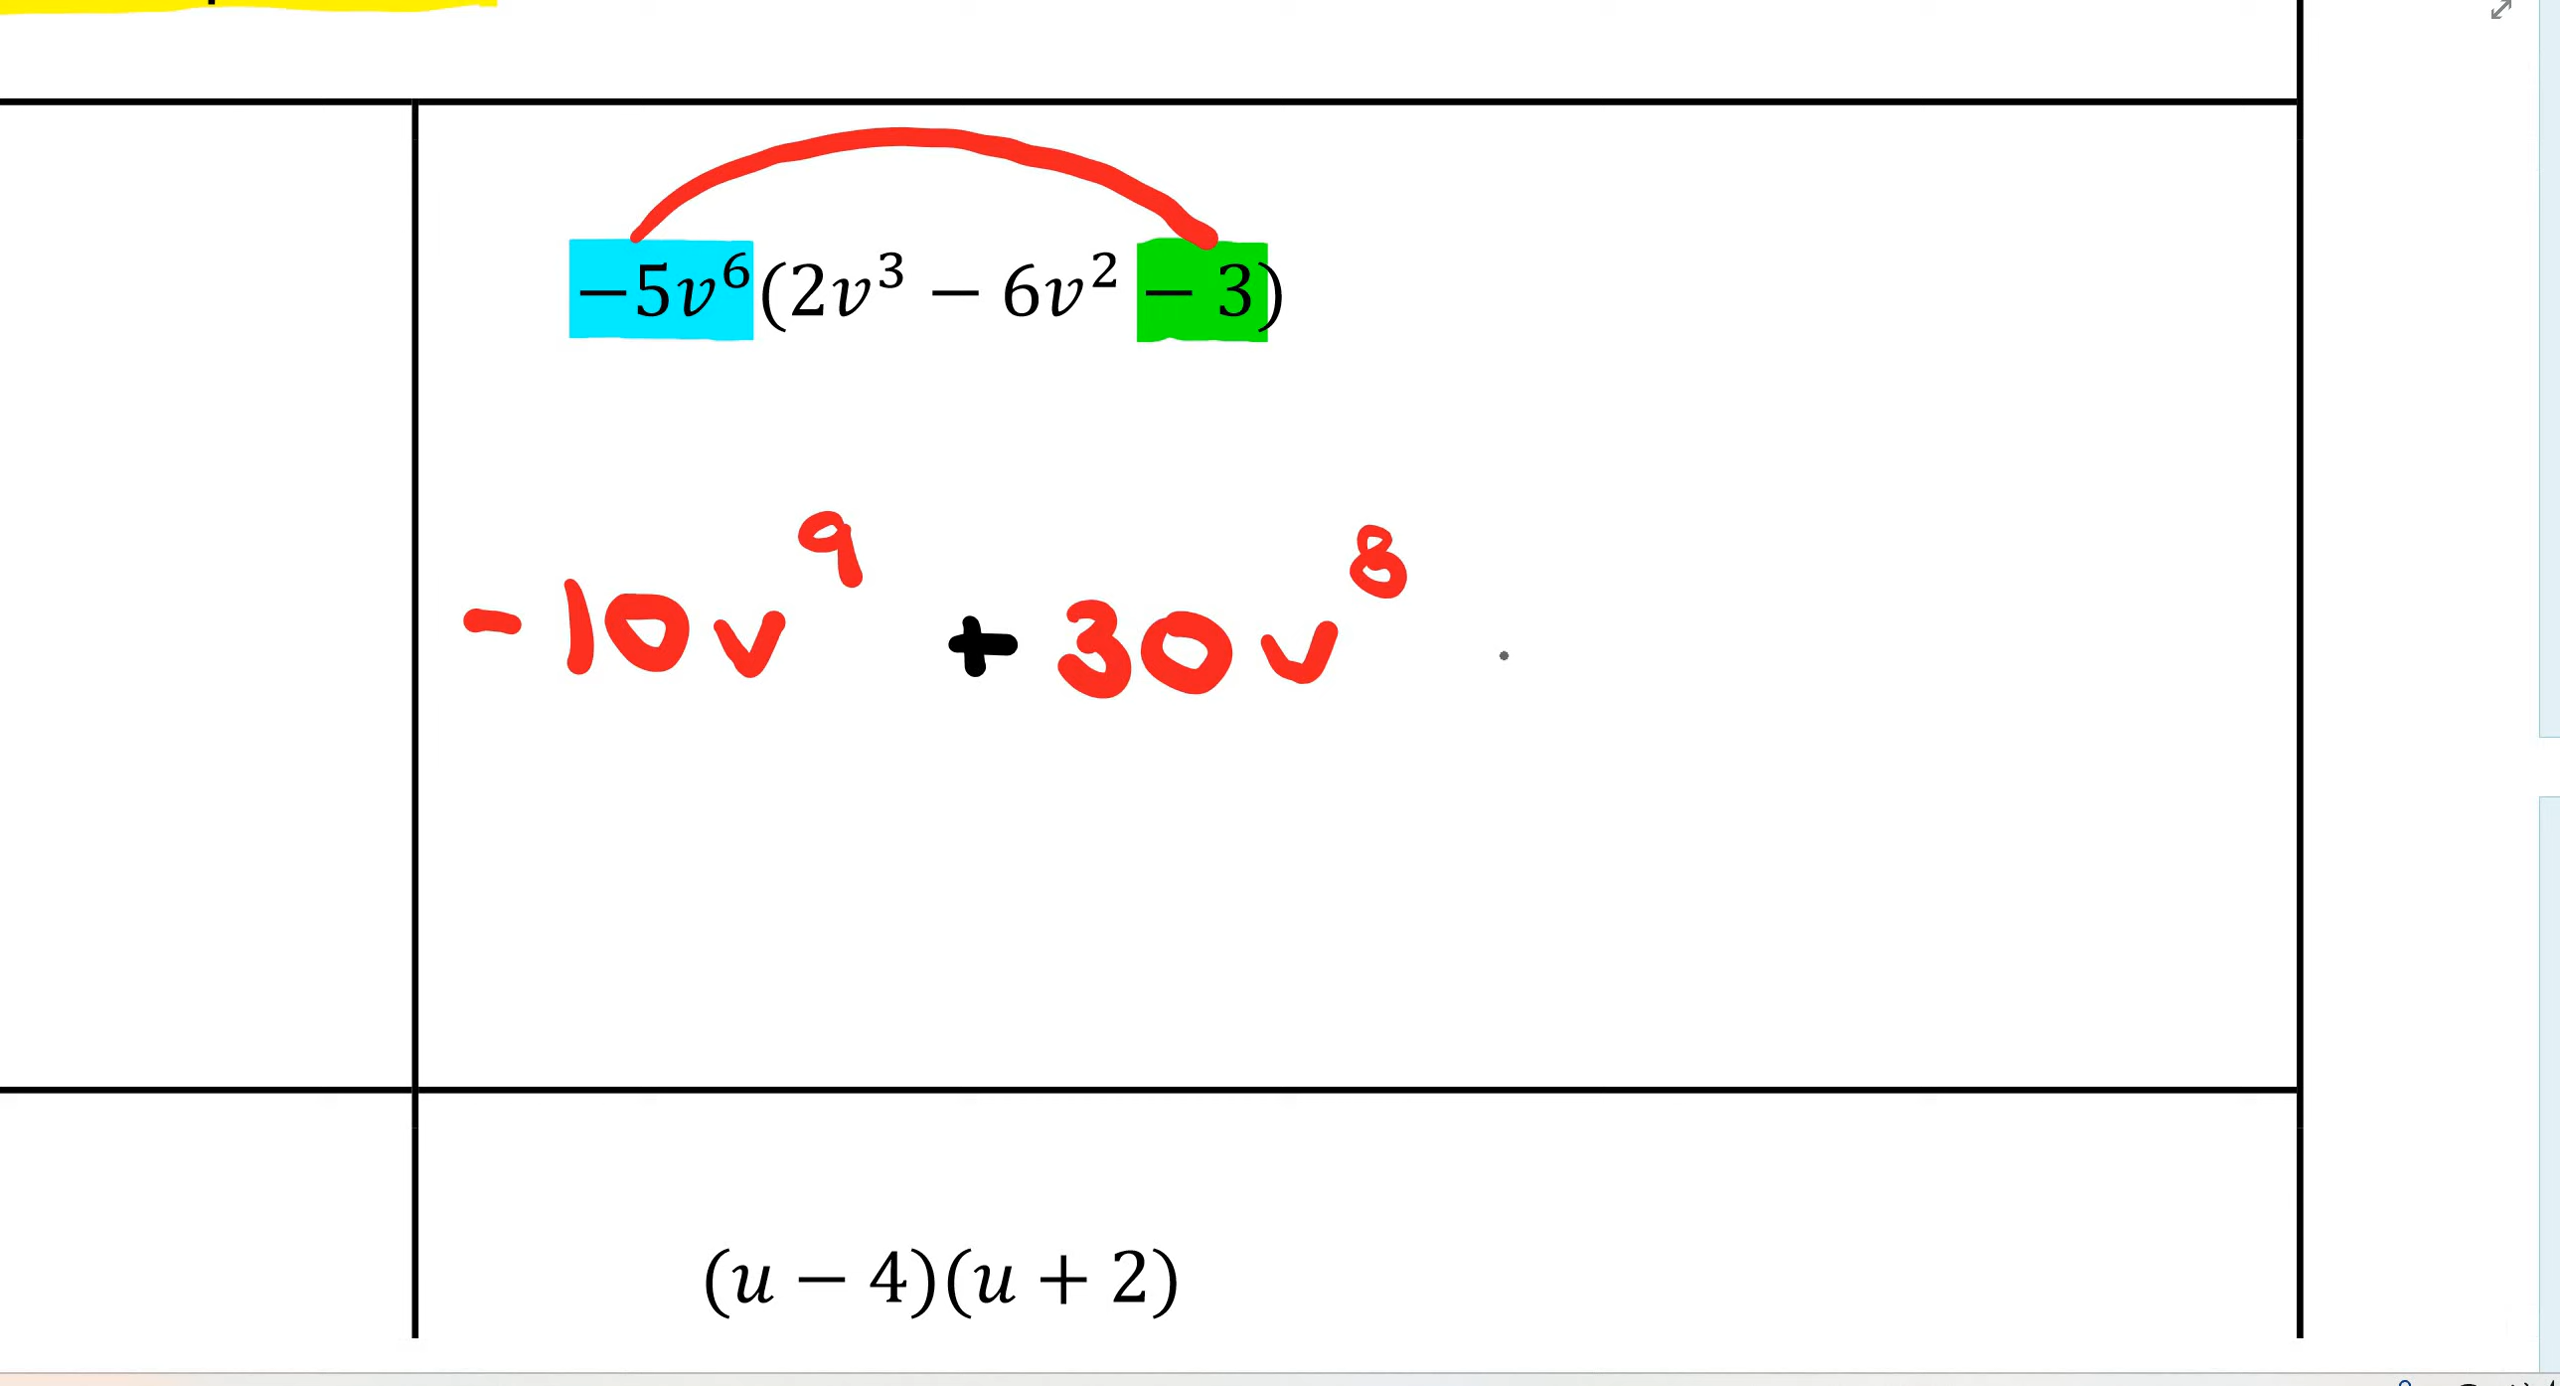 −5v⁶(2v³ − 6v² − 3)
-10v⁹ + 30v⁸
(u − 4)(u + 2)